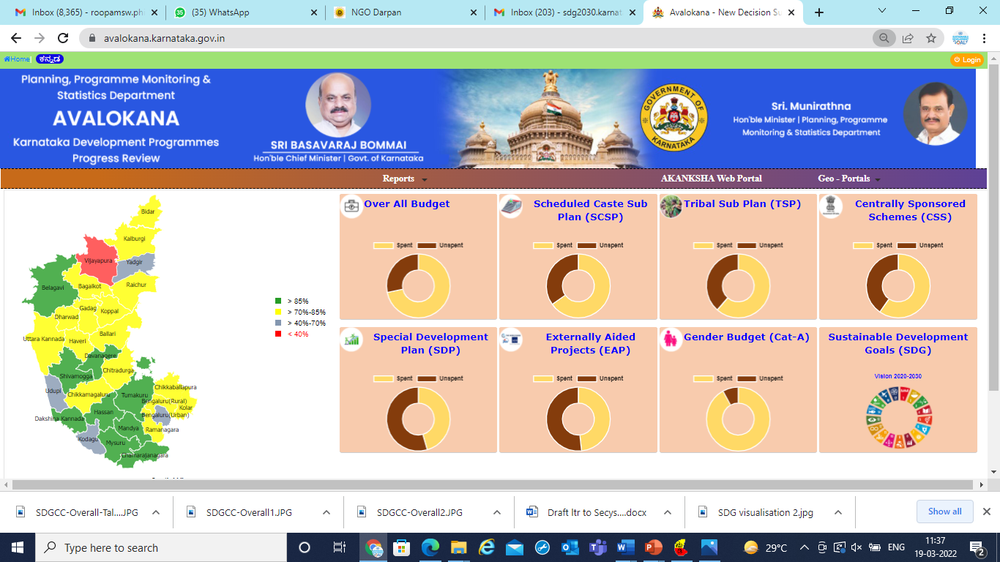 Inbox (8,365) - roopamsw.ph
(35) WhatsApp
NGO Darpan
Inbox (203) - sdg2030.karnat
Avalokana - New Decision Su
avalokana.karnataka.gov.in
Home
ಕನ್ನಡ
Login
Planning, Programme Monitoring &
Statistics Department
AVALOKANA
Karnataka Development Programmes
Progress Review
SRI BASAVARAJ BOMMAI
Hon'ble Chief Minister | Govt. of Karnataka
GOVERNMENT OF
KARNATAKA
Sri. Munirathna
Hon'ble Minister | Planning, Programme
Monitoring & Statistics Department
Reports
AKANKSHA Web Portal
Geo - Portals
Bidar
Kalburgi
Vijayapura
Yadgir
Belagavi
Bagalkot
Raichur
Gadag
Koppal
Dharwad
Ballari
Uttara Kannada
Haveri
Davanagere
Chitradurga
Shivamogga
Udupi
Chikkamagaluru
Tumakuru
Chikkaballapura
Bengaluru(Rural)
Kolar
Hassan
Bengaluru(Urban)
Dakshina Kannada
Mandya
Ramanagara
Kodagu
Mysuru
Chamarajanagara
> 85%
> 70%-85%
> 40%-70%
< 40%
Over All Budget
Spent Unspent
Scheduled Caste Sub
Plan (SCSP)
Spent Unspent
Tribal Sub Plan (TSP)
Spent Unspent
Centrally Sponsored
Schemes (CSS)
Spent Unspent
Special Development
Plan (SDP)
Spent Unspent
Externally Aided
Projects (EAP)
Spent Unspent
Gender Budget (Cat-A)
Spent Unspent
Sustainable Development
Goals (SDG)
Vision 2020-2030
SDGCC-Overall-Tal....JPG
SDGCC-Overall1.JPG
SDGCC-Overall2.JPG
Draft ltr to Secys....docx
SDG visualisation 2.jpg
Show all
Type here to search
29°C
ENG
11:37
19-03-2022
2